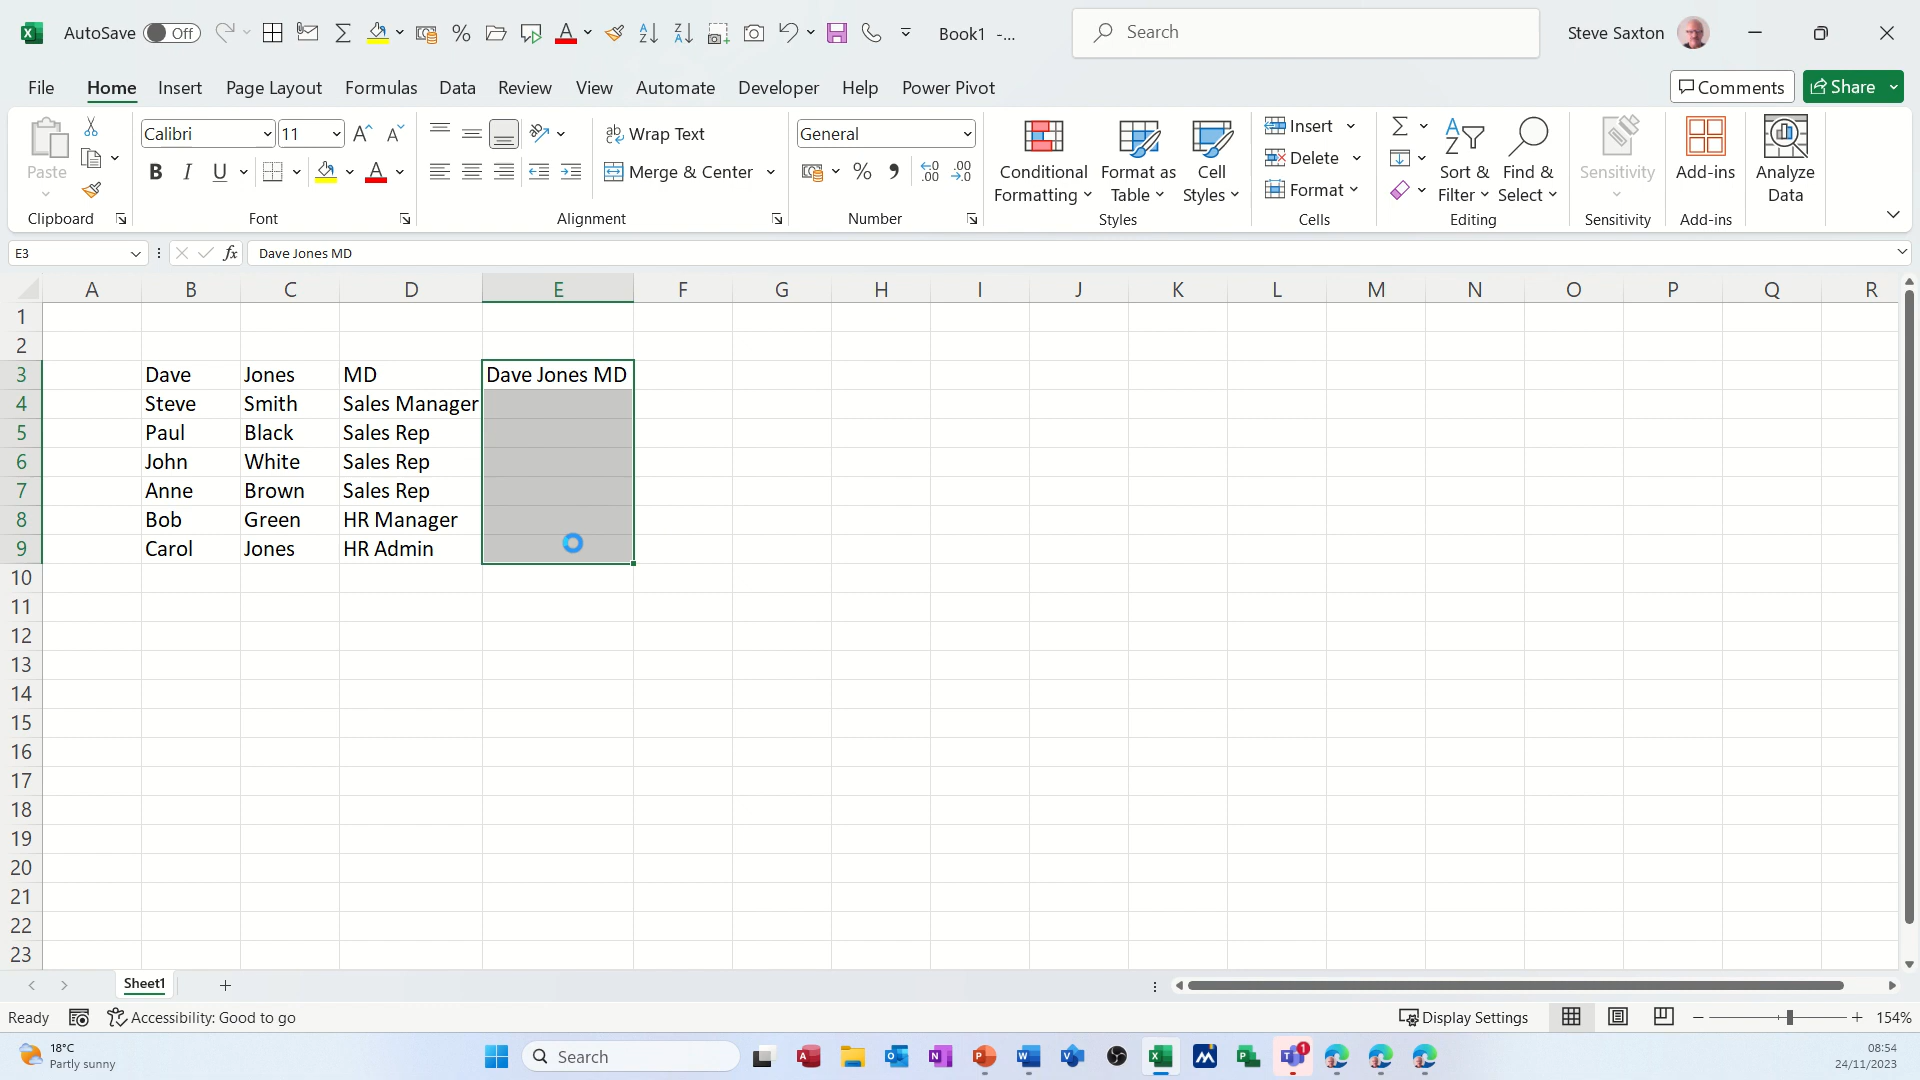 AutoSave Off Book1 -... Search Steve Saxton
File Home Insert Page Layout Formulas Data Review View Automate Developer Help Power Pivot Comments Share
Calibri 11 Wrap Text General Insert
Paste Merge & Center Conditional Formatting Format as Table Cell Styles Delete Sort & Filter Find & Select Sensitivity Add-ins Analyze Data
B I U A % Format
Clipboard Font Alignment Number Styles Cells Editing Sensitivity Add-ins
E3 fx Dave Jones MD
A B C D E F G H I J K L M N O P Q R
1
2
3 Dave Jones MD Dave Jones MD
4 Steve Smith Sales Manager
5 Paul Black Sales Rep
6 John White Sales Rep
7 Anne Brown Sales Rep
8 Bob Green HR Manager
9 Carol Jones HR Admin
10
11
12
13
14
15
16
17
18
19
20
21
22
23
Sheet1
Ready Accessibility: Good to go Display Settings 154%
18°C Search 08:54
Partly sunny 24/11/2023